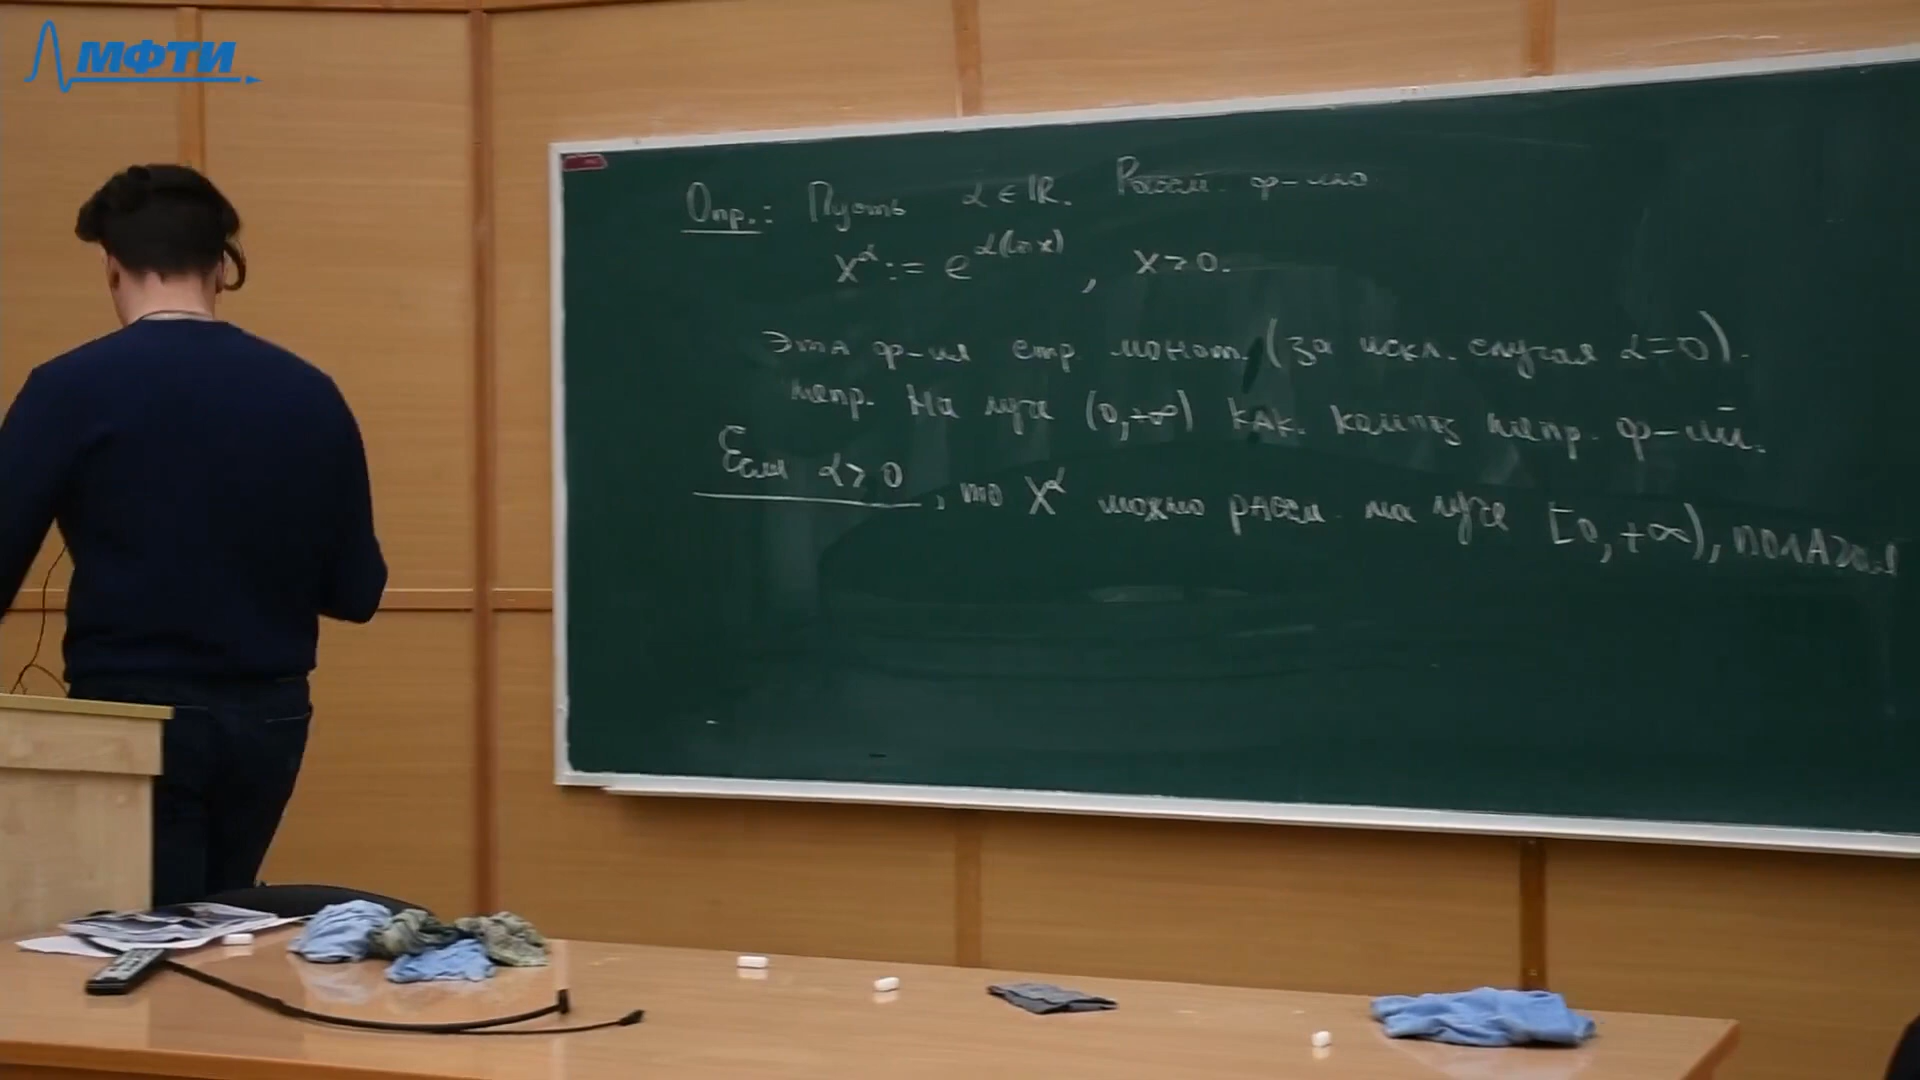 МФТИ
Опр.: Пусть α ∈ ℝ. Рассм. ф-ию
x^α := e^{α(ln x)}, x > 0.
Эта ф-ия стр. монот. (за искл. случая α = 0).
непр. на луче (0, +∞) как композ непр. ф-ий.
Если α > 0, то x^α можно рассм. на луче [0, +∞), полагая